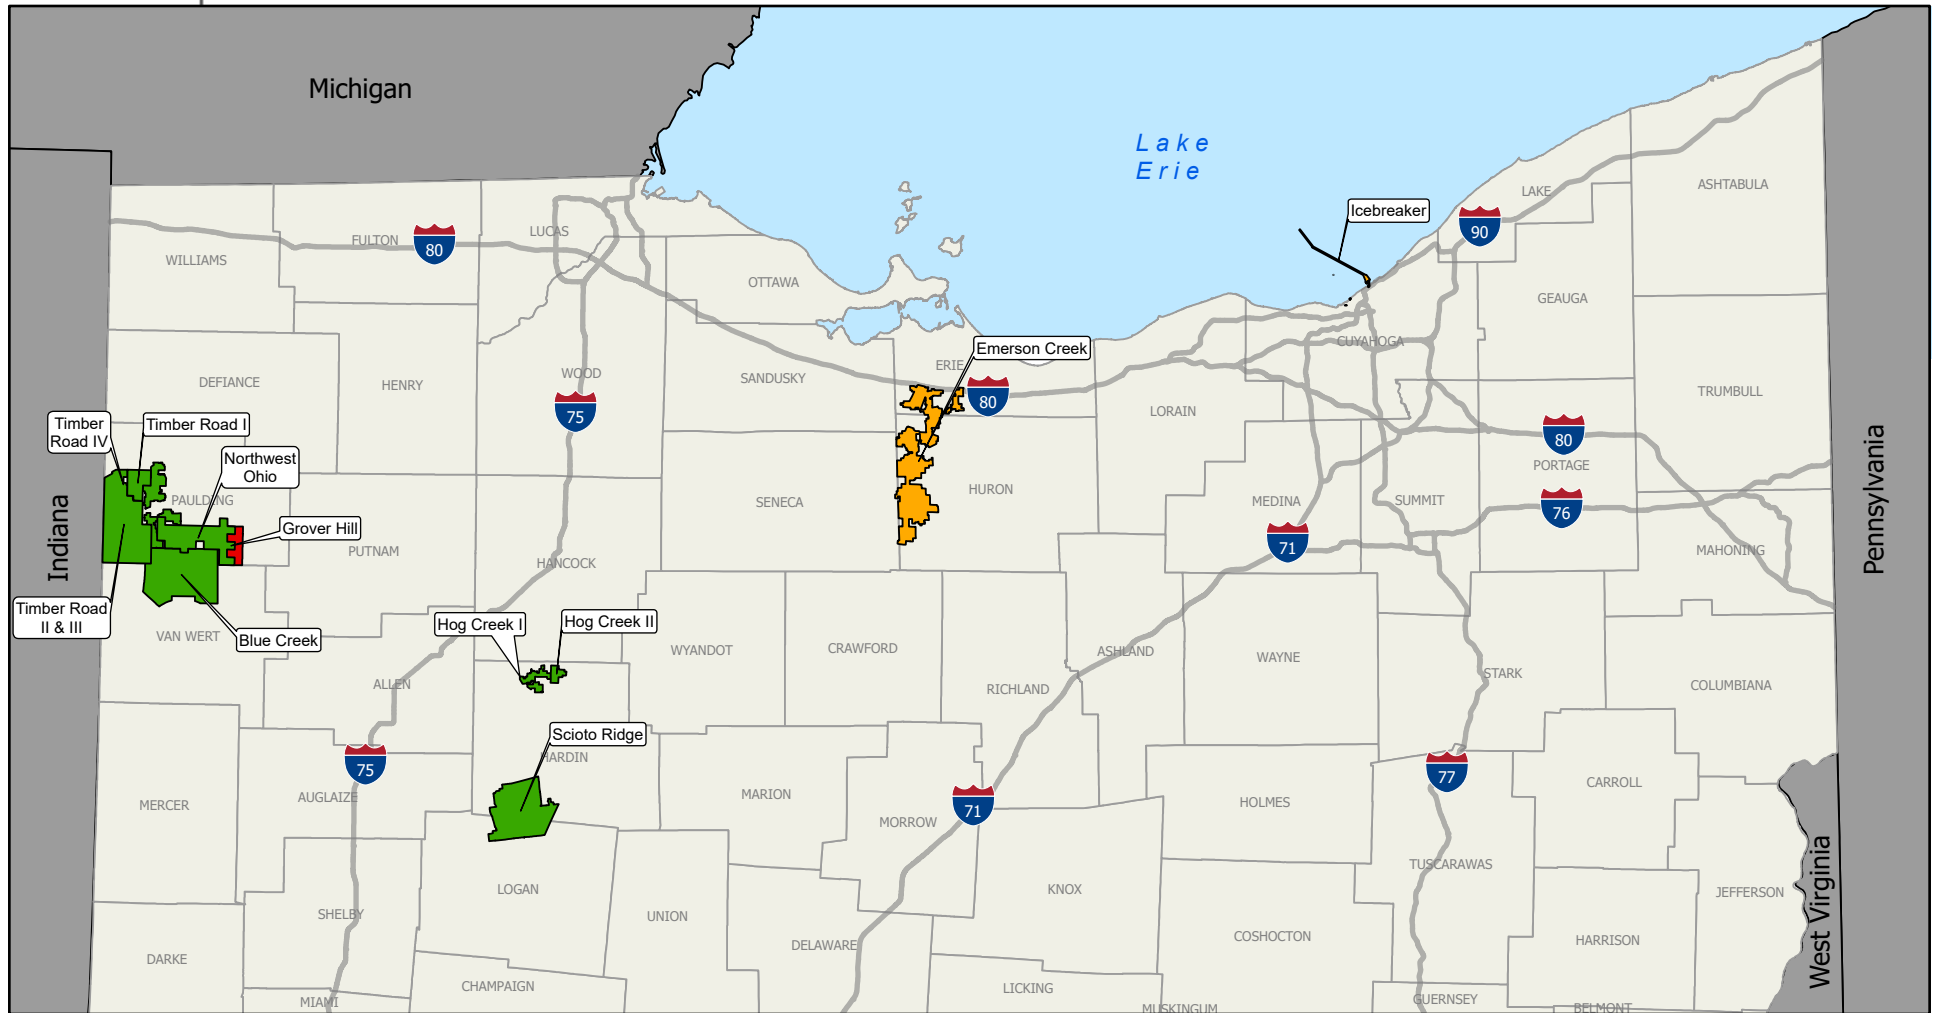 Michigan
Lake
Erie
Icebreaker
LAKE
ASHTABULA
90
FULTON
80
LUCAS
WILLIAMS
OTTAWA
GEAUGA
CUYAHOGA
Emerson Creek
ERIE
WOOD
SANDUSKY
DEFIANCE
HENRY
80
TRUMBULL
75
LORAIN
Timber
Road IV
Timber Road I
80
Northwest
Ohio
PORTAGE
Pennsylvania
HURON
PAULDING
SENECA
MEDINA
SUMMIT
76
Indiana
Grover Hill
71
PUTNAM
MAHONING
HANCOCK
Timber Road
II & III
Hog Creek I
Hog Creek II
VAN WERT
Blue Creek
WYANDOT
CRAWFORD
ASHLAND
WAYNE
STARK
ALLEN
RICHLAND
COLUMBIANA
Scioto Ridge
HARDIN
75
77
CARROLL
AUGLAIZE
MARION
71
HOLMES
MERCER
MORROW
TUSCARAWAS
LOGAN
KNOX
JEFFERSON
West Virginia
SHELBY
UNION
DELAWARE
COSHOCTON
HARRISON
DARKE
CHAMPAIGN
LICKING
MIAMI
GUERNSEY
MUSKINGUM
BELMONT